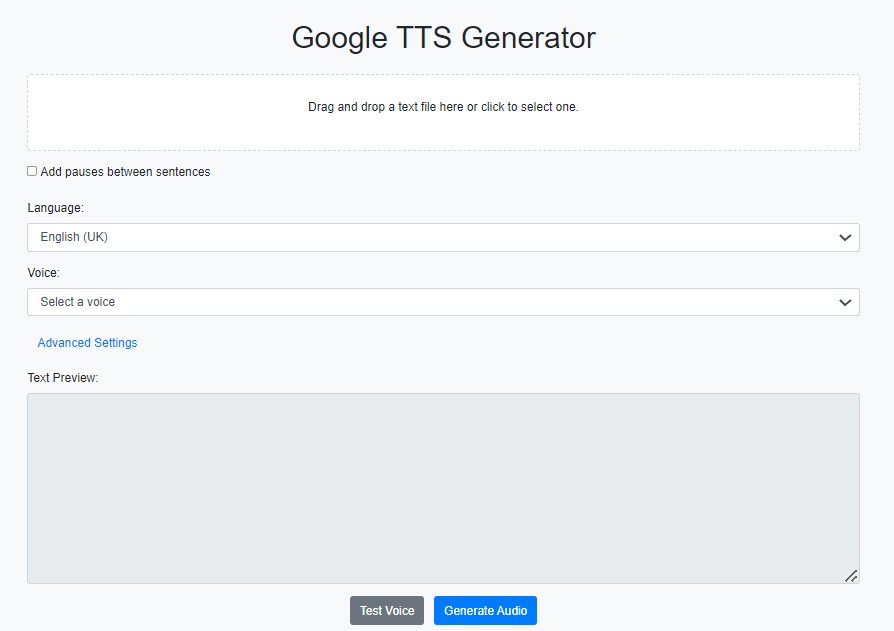 Google TTS Generator
Drag and drop a text file here or click to select one.
Add pauses between sentences
Language:
English (UK)
Voice:
Select a voice
Advanced Settings
Text Preview:
Test Voice
Generate Audio